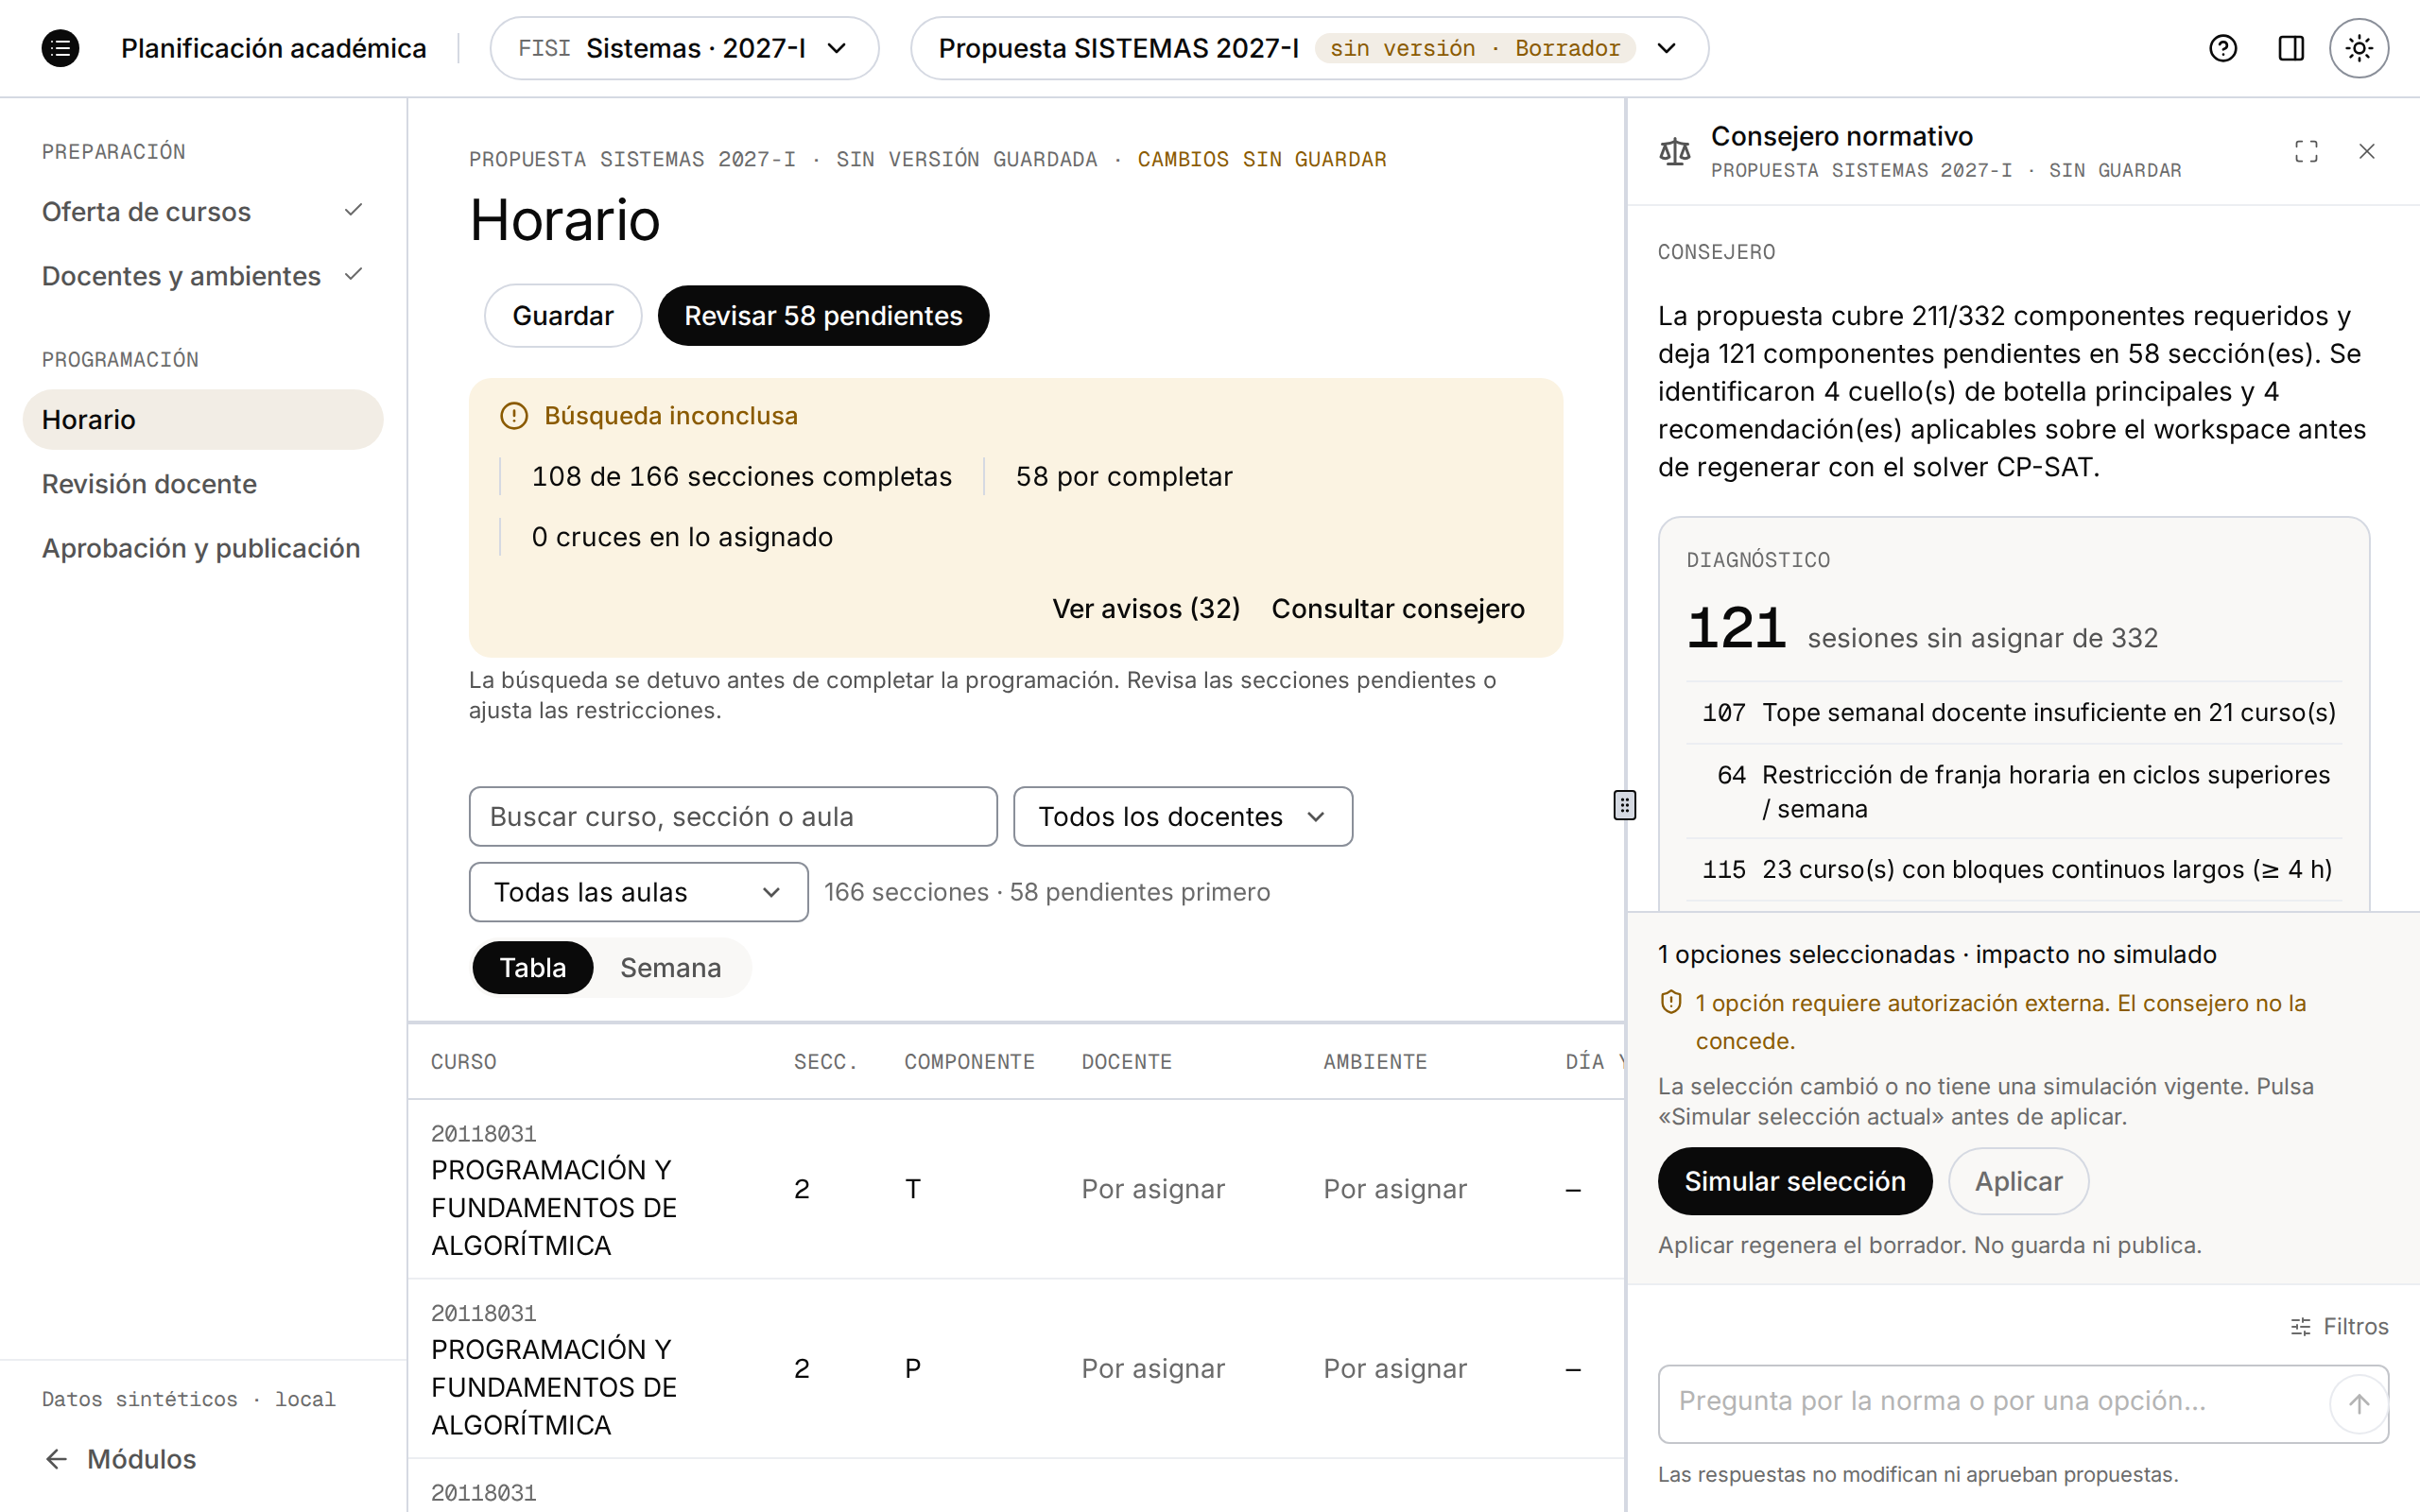 Planificación académica
FISI Sistemas · 2027-I
Propuesta SISTEMAS 2027-I sin versión · Borrador
PREPARACIÓN
Oferta de cursos
Docentes y ambientes
PROGRAMACIÓN
Horario
Revisión docente
Aprobación y publicación
Datos sintéticos · local
Módulos
PROPUESTA SISTEMAS 2027-I · SIN VERSIÓN GUARDADA · CAMBIOS SIN GUARDAR
Horario
Guardar
Revisar 58 pendientes
Búsqueda inconclusa
108 de 166 secciones completas
58 por completar
0 cruces en lo asignado
Ver avisos (32)
Consultar consejero
La búsqueda se detuvo antes de completar la programación. Revisa las secciones pendientes o
ajusta las restricciones.
Buscar curso, sección o aula
Todos los docentes
Todas las aulas
166 secciones · 58 pendientes primero
Tabla
Semana
CURSO SECC. COMPONENTE DOCENTE AMBIENTE DÍA Y
20118031
PROGRAMACIÓN Y
FUNDAMENTOS DE
ALGORÍTMICA
2 T Por asignar Por asignar –
20118031
PROGRAMACIÓN Y
FUNDAMENTOS DE
ALGORÍTMICA
2 P Por asignar Por asignar –
20118031
Consejero normativo
PROPUESTA SISTEMAS 2027-I · SIN GUARDAR
CONSEJERO
La propuesta cubre 211/332 componentes requeridos y
deja 121 componentes pendientes en 58 sección(es). Se
identificaron 4 cuello(s) de botella principales y 4
recomendación(es) aplicables sobre el workspace antes
de regenerar con el solver CP-SAT.
DIAGNÓSTICO
121 sesiones sin asignar de 332
107 Tope semanal docente insuficiente en 21 curso(s)
64 Restricción de franja horaria en ciclos superiores
/ semana
115 23 curso(s) con bloques continuos largos (≥ 4 h)
1 opciones seleccionadas · impacto no simulado
1 opción requiere autorización externa. El consejero no la
concede.
La selección cambió o no tiene una simulación vigente. Pulsa
«Simular selección actual» antes de aplicar.
Simular selección
Aplicar
Aplicar regenera el borrador. No guarda ni publica.
Filtros
Pregunta por la norma o por una opción...
Las respuestas no modifican ni aprueban propuestas.